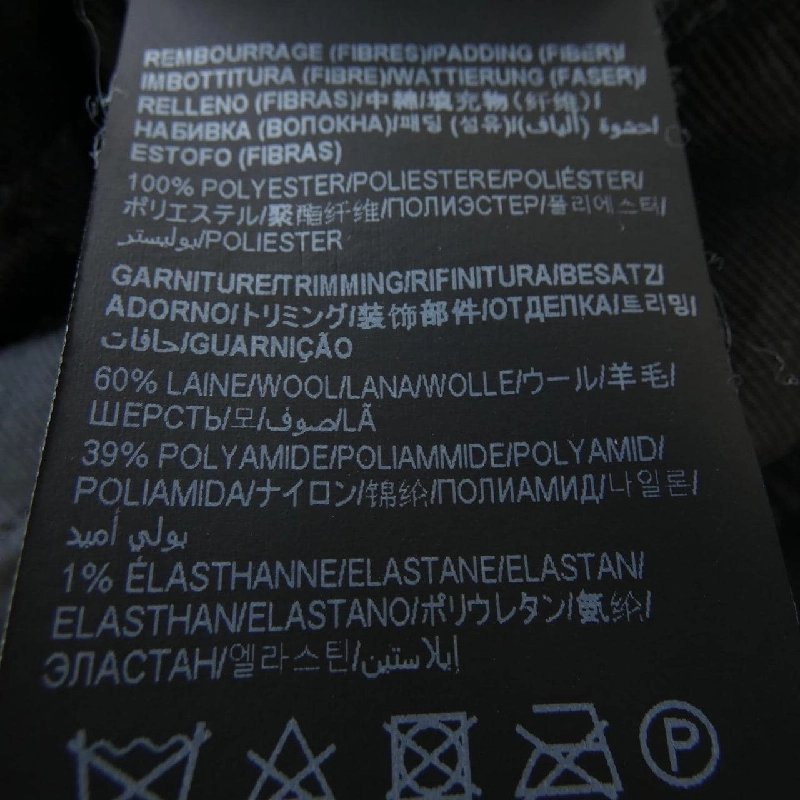 REMBOURRAGE (FIBRES)/PADDING (FIBER)/
IMBOTTITURA (FIBRE)/WATTIERUNG (FASER)/
RELLENO (FIBRAS)/中綿/填充物(纤维)/
НАБИВКА (ВОЛОКНА)/패딩 (섬유)/احشوة (ألياف)/
ESTOFO (FIBRAS)
100% POLYESTER/POLIESTERE/POLIÉSTER/
ポリエステル/聚酯纤维/ПОЛИЭСТЕР/폴리에스터/
بوليستر/POLIESTER
GARNITURE/TRIMMING/RIFINITURA/BESATZ/
ADORNO/トリミング/装饰部件/ОТДЕЛКА/트리밍/
حافات/GUARNIÇÃO
60% LAINE/WOOL/LANA/WOLLE/ウール/羊毛/
ШЕРСТЬ/모/صوف/LÃ
39% POLYAMIDE/POLIAMMIDE/POLYAMID/
POLIAMIDA/ナイロン/锦纶/ПОЛИАМИД/나일론/
بولي أميد
1% ÉLASTHANNE/ELASTANE/ELASTAN/
ELASTHAN/ELASTANO/ポリウレタン/氨纶/
ЭЛАСТАН/엘라스틴/إيلاستين
P